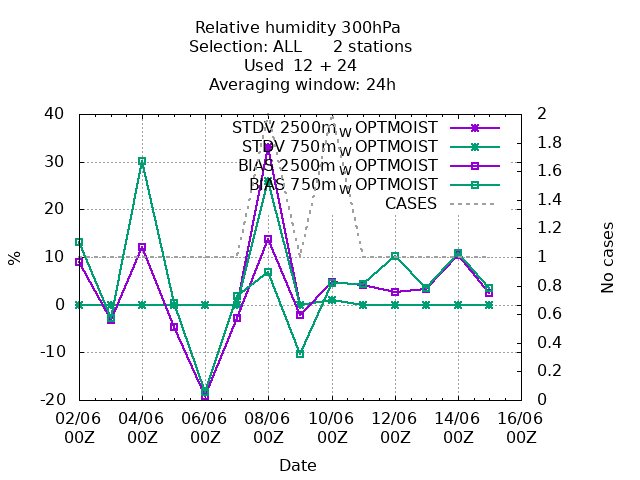 Relative humidity 300hPa
Selection: ALL      2 stations
Used  12 + 24
Averaging window: 24h
STDV 2500m_W OPTMOIST
STDV 750m_W OPTMOIST
BIAS 2500m_W OPTMOIST
BIAS 750m_W OPTMOIST
CASES
40
30
20
10
0
-10
-20
%
2
1.8
1.6
1.4
1.2
1
0.8
0.6
0.4
0.2
0
No cases
02/06 04/06 06/06 08/06 10/06 12/06 14/06 16/06
00Z 00Z 00Z 00Z 00Z 00Z 00Z 00Z
Date